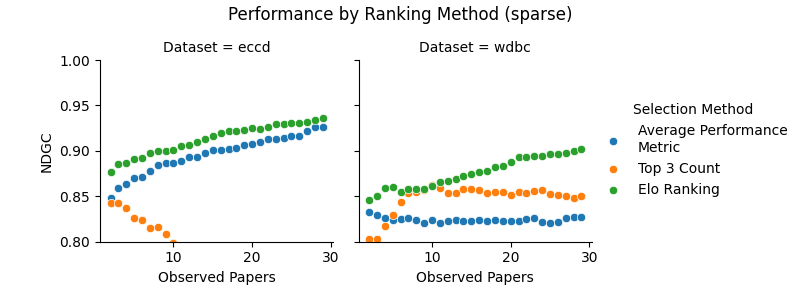 Performance by Ranking Method (sparse)
Dataset = eccd
Dataset = wdbc
1.00
0.95
0.90
0.85
0.80
NDGC
10
20
30
10
20
30
Observed Papers
Observed Papers
Selection Method
Average Performance
Metric
Top 3 Count
Elo Ranking